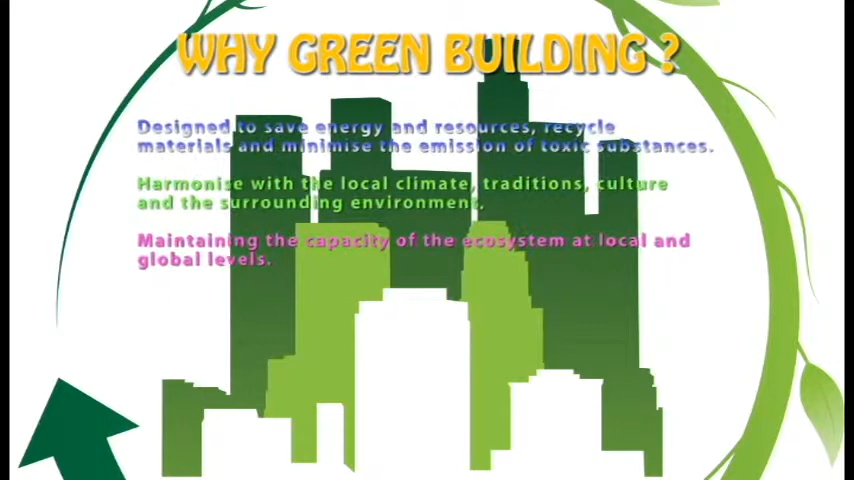 WHY GREEN BUILDING ?
Designed to save energy and resources, recycle
materials and minimise the emission of toxic substances.
Harmonise with the local climate, traditions, culture
and the surrounding environment.
Maintaining the capacity of the ecosystem at local and
global levels.